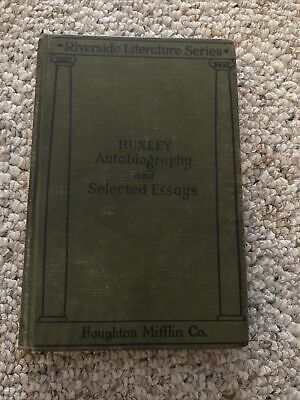 Riverside Literature Series
HUXLEY
Autobiography
and
Selected Essays
Houghton Mifflin Co.